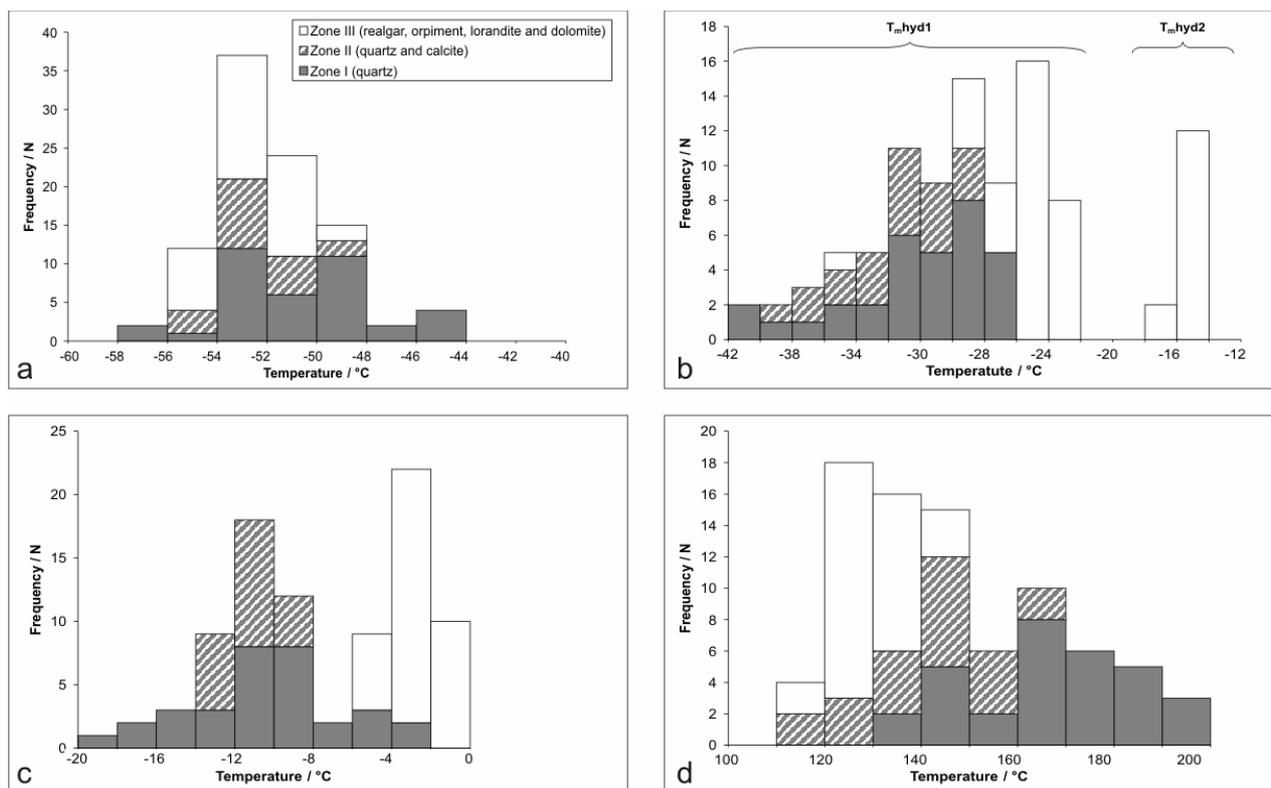 Zone III (realgar, orpiment, lorandite and dolomite)
Zone II (quartz and calcite)
Zone I (quartz)
40
35
30
25
20
15
10
5
0
Frequency / N
-60 -58 -56 -54 -52 -50 -48 -46 -44 -42 -40
Temperature / °C
a
Tmhyd1 Tmhyd2
18
16
14
12
10
8
6
4
2
0
Frequency / N
-42 -38 -34 -30 -28 -24 -20 -16 -12
Temperatute / °C
b
25
20
15
10
5
0
Frequency / N
-20 -16 -12 -8 -4 0
Temperature / °C
c
20
18
16
14
12
10
8
6
4
2
0
Frequency / N
100 120 140 160 180 200
Temperature / °C
d